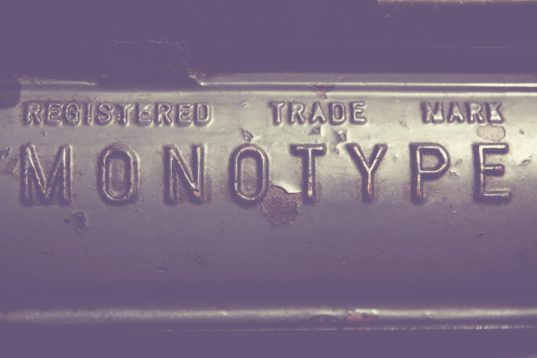 REGISTERED TRADE MARK
MONOTYPE